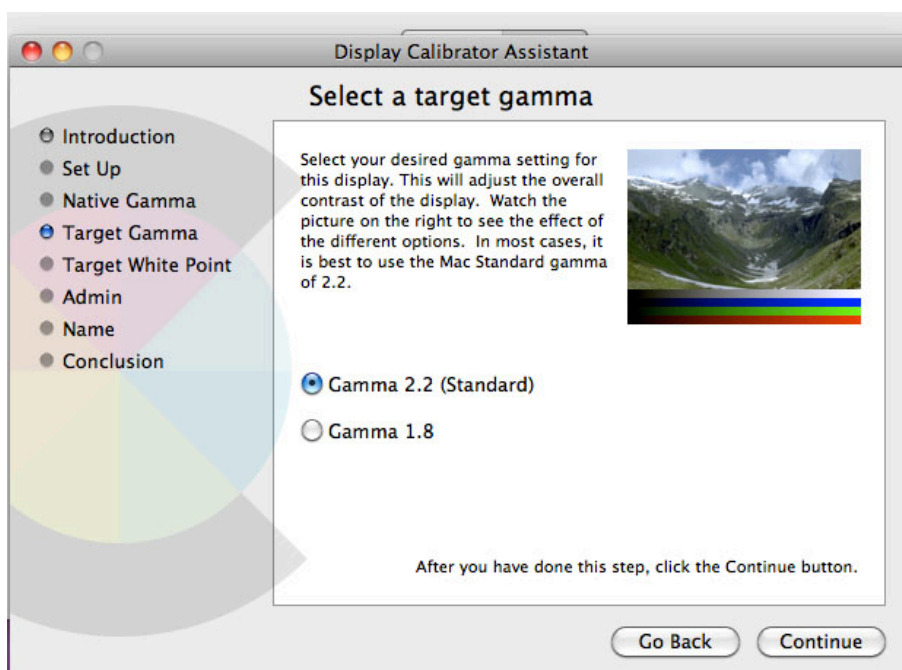 Display Calibrator Assistant
Select a target gamma
Introduction
Set Up
Native Gamma
Target Gamma
Target White Point
Admin
Name
Conclusion
Select your desired gamma setting for
this display. This will adjust the overall
contrast of the display.  Watch the
picture on the right to see the effect of
the different options.  In most cases, it
is best to use the Mac Standard gamma
of 2.2.
Gamma 2.2 (Standard)
Gamma 1.8
After you have done this step, click the Continue button.
Go Back
Continue